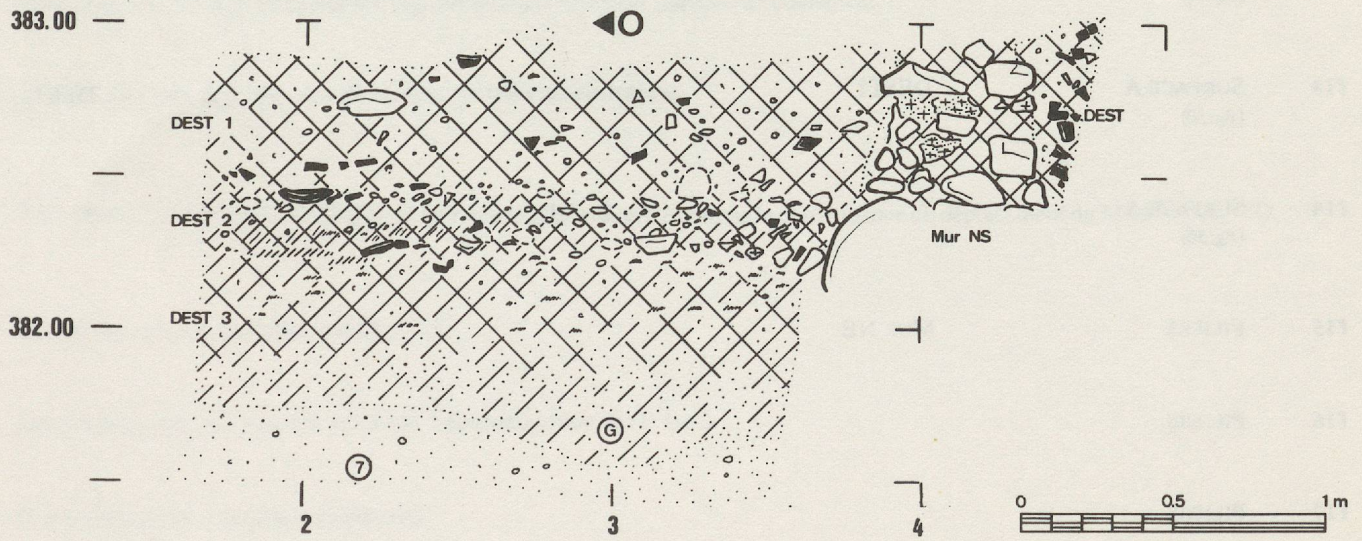 383.00
◄O
DEST 1
DEST
DEST 2
Mur NS
DEST 3
382.00
G
7
2
3
4
0 0.5 1 m